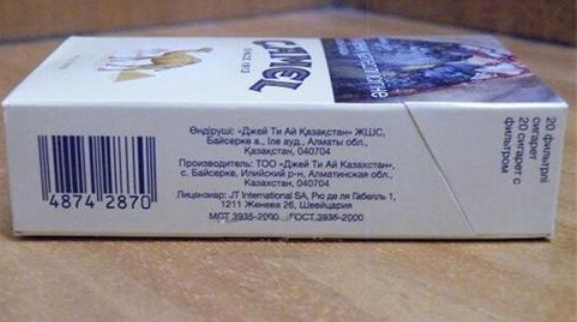 CAMEL
SINCE 1913
Өндіруші: «Джей Ти Ай Қазақстан» ЖШС,
Байсерке а., Іле ауд., Алматы обл.,
Қазақстан, 040704
Производитель: ТОО «Джей Ти Ай Казахстан»,
с. Байсерке, Илийский р-н, Алматинская обл.,
Казахстан, 040704
Лицензиар: JT International SA, Рю де ля Габелль 1,
1211 Женева 26, Швейцария
МСТ 3935-2000 ГОСТ 3935-2000
4874 2870
20 фильтрлі
сигарет
20 сигарет с
фильтром